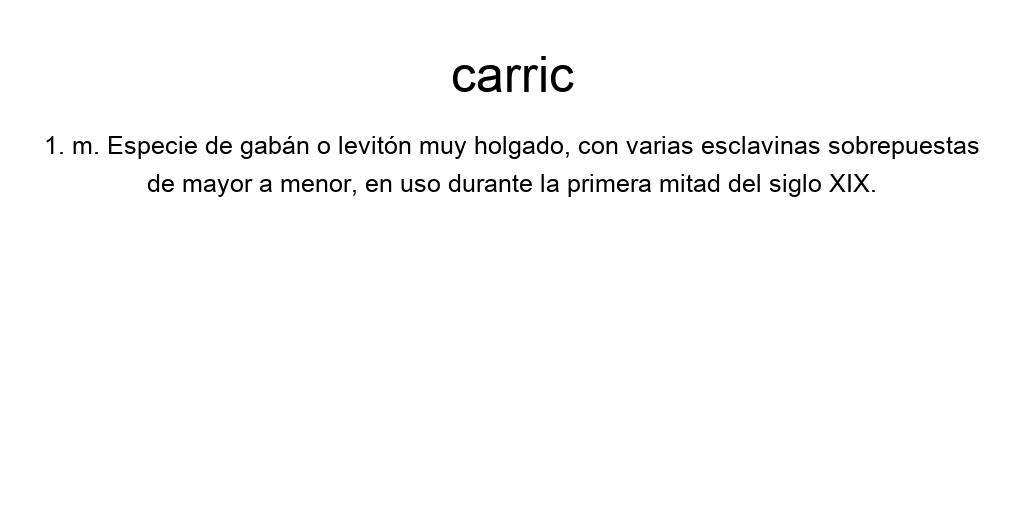 carric
1. m. Especie de gabán o levitón muy holgado, con varias esclavinas sobrepuestas
de mayor a menor, en uso durante la primera mitad del siglo XIX.